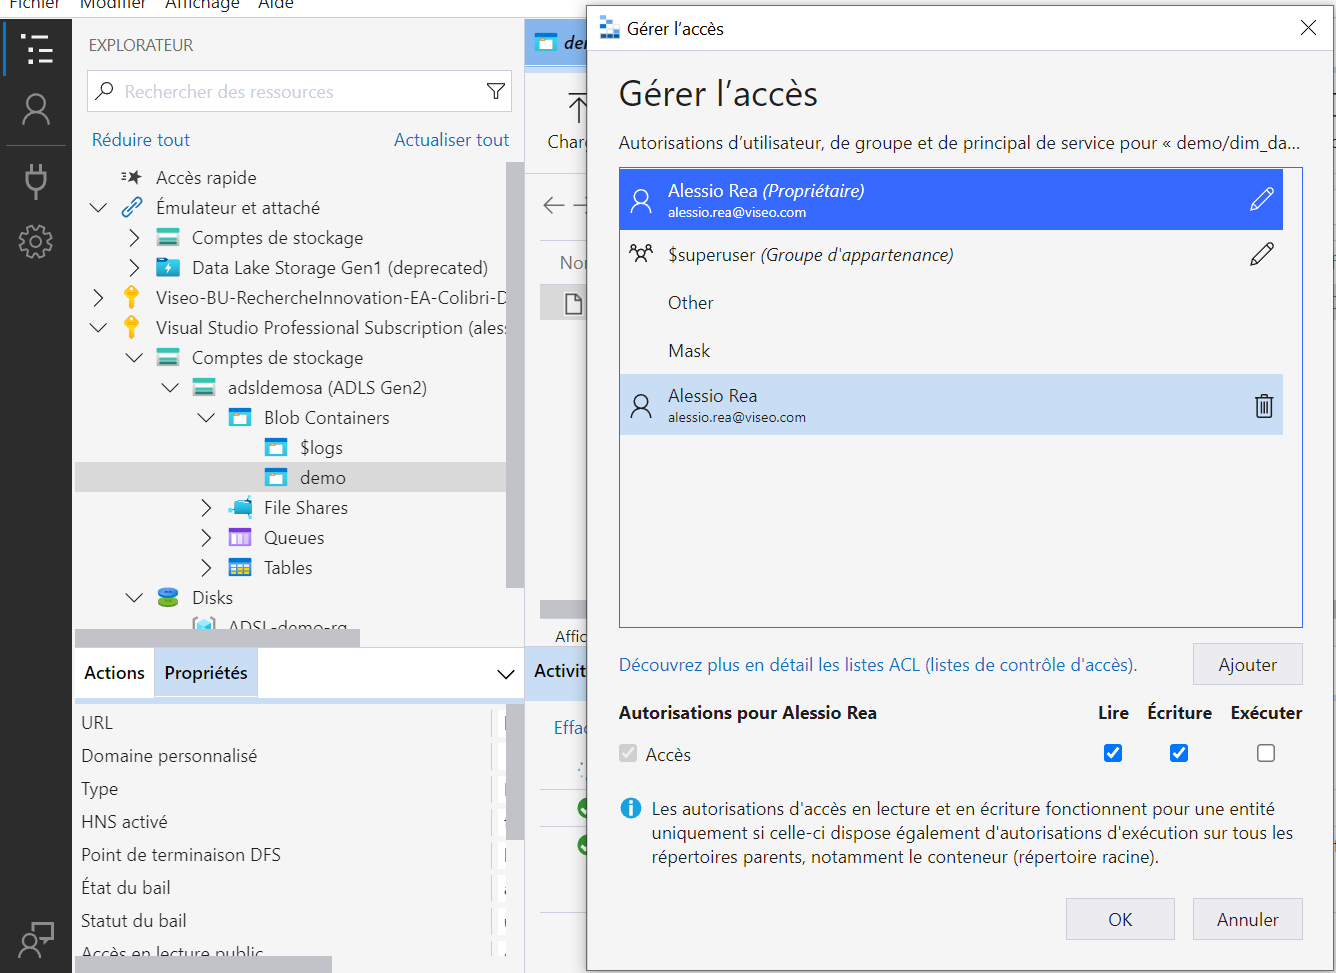 Fichier Modifier Affichage Aide
EXPLORATEUR
Rechercher des ressources
Réduire tout Actualiser tout
Accès rapide
Émulateur et attaché
Comptes de stockage
Data Lake Storage Gen1 (deprecated)
Viseo-BU-RechercheInnovation-EA-Colibri-D
Visual Studio Professional Subscription (ales
Comptes de stockage
adsldemosa (ADLS Gen2)
Blob Containers
$logs
demo
File Shares
Queues
Tables
Disks
ADSL-demo-rg
Actions Propriétés
URL
Domaine personnalisé
Type
HNS activé
Point de terminaison DFS
État du bail
Statut du bail
Accès en lecture public
Gérer l’accès
Gérer l’accès
Autorisations d’utilisateur, de groupe et de principal de service pour « demo/dim_da...
Alessio Rea (Propriétaire)
alessio.rea@viseo.com
$superuser (Groupe d'appartenance)
Other
Mask
Alessio Rea
alessio.rea@viseo.com
Découvrez plus en détail les listes ACL (listes de contrôle d'accès).
Ajouter
Autorisations pour Alessio Rea Lire Écriture Exécuter
Accès
Les autorisations d'accès en lecture et en écriture fonctionnent pour une entité
uniquement si celle-ci dispose également d'autorisations d'exécution sur tous les
répertoires parents, notamment le conteneur (répertoire racine).
OK Annuler